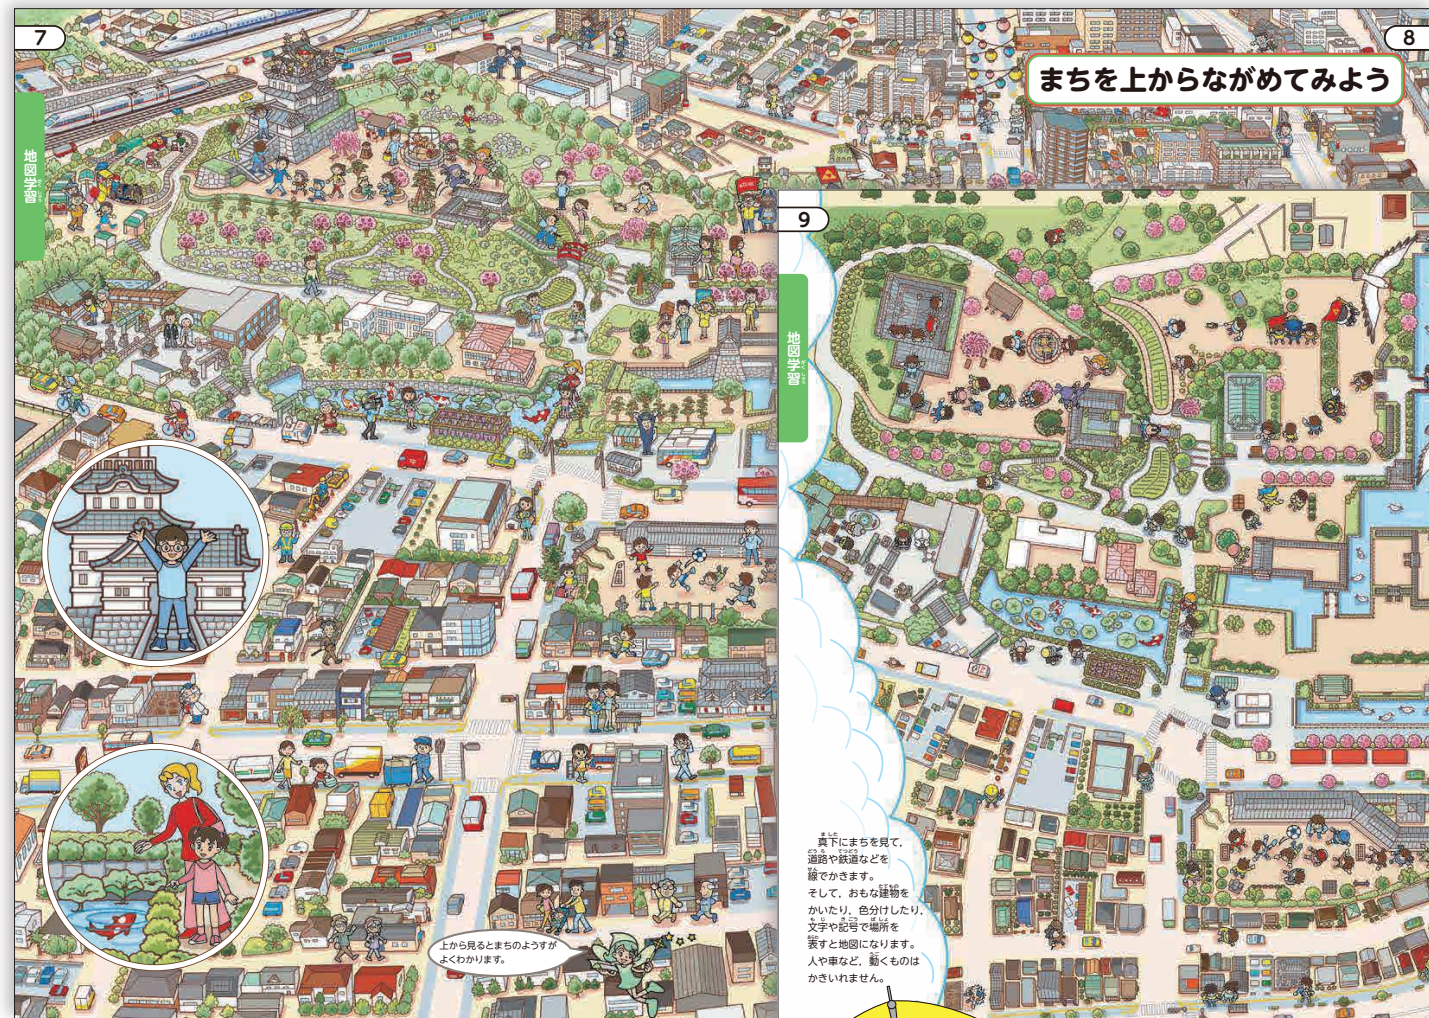 7
8
まちを上からながめてみよう
地図学習
9
地図学習
真下にまちを見て，
道路や鉄道などを
線でかきます。
そして，おもな建物を
かいたり，色分けしたり，
文字や記号で場所を
表すと地図になります。
人や車など，動くものは
かきいれません。
上から見るとまちのようすが
よくわかります。